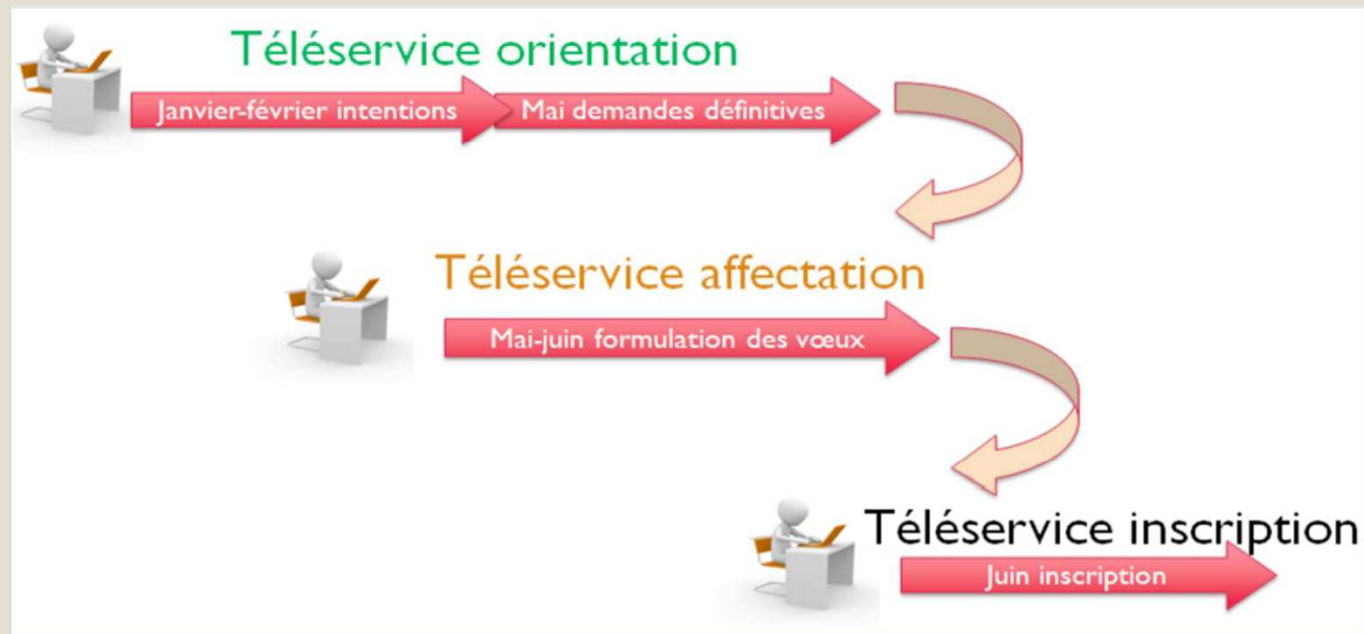 Téléservice orientation
Janvier-février intentions
Mai demandes définitives
Téléservice affectation
Mai-juin formulation des vœux
Téléservice inscription
Juin inscription